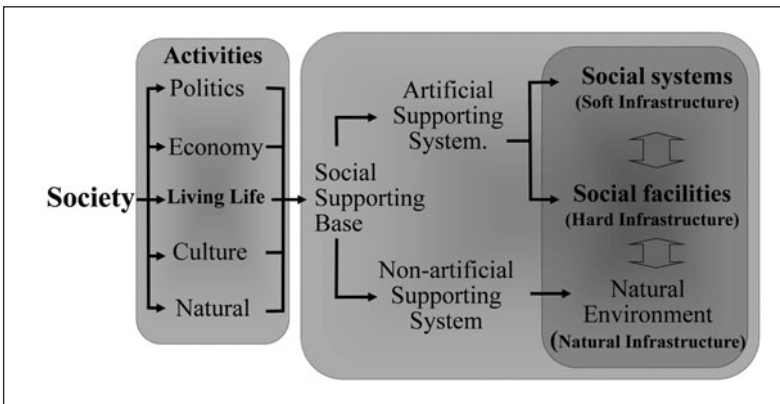 Society
Activities
Politics
Economy
Living Life
Culture
Natural
Social
Supporting
Base
Artificial
Supporting
System.
Non-artificial
Supporting
System
Social systems
(Soft Infrastructure)
Social facilities
(Hard Infrastructure)
Natural
Environment
(Natural Infrastructure)